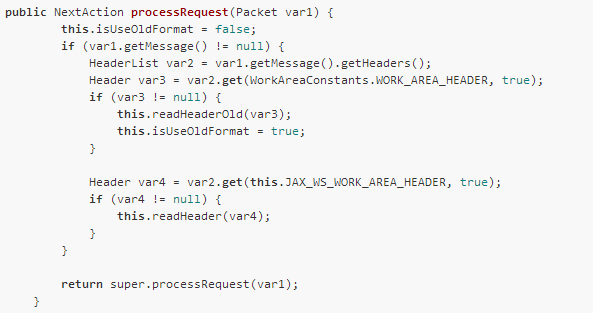 public NextAction processRequest(Packet var1) {
        this.isUseOldFormat = false;
        if (var1.getMessage() != null) {
            HeaderList var2 = var1.getMessage().getHeaders();
            Header var3 = var2.get(WorkAreaConstants.WORK_AREA_HEADER, true);
            if (var3 != null) {
                this.readHeaderOld(var3);
                this.isUseOldFormat = true;
            }

            Header var4 = var2.get(this.JAX_WS_WORK_AREA_HEADER, true);
            if (var4 != null) {
                this.readHeader(var4);
            }
        }

        return super.processRequest(var1);
    }